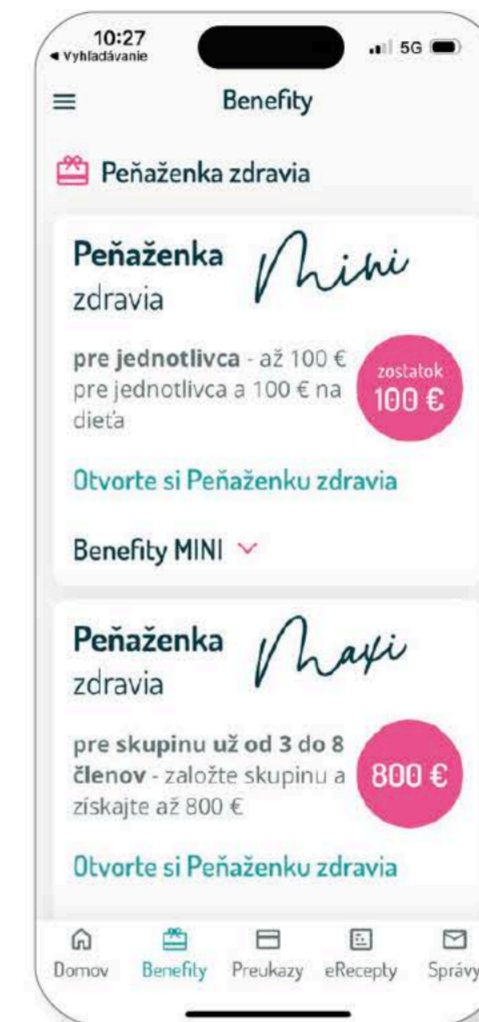 10:27
◀ Vyhľadávanie
5G
Benefity
Peňaženka zdravia
Peňaženka
Mini
zdravia
pre jednotlivca - až 100 €
pre jednotlivca a 100 € na
dieťa
zostatok
100 €
Otvorte si Peňaženku zdravia
Benefity MINI
Peňaženka
Maxi
zdravia
pre skupinu už od 3 do 8
členov - založte skupinu a
získajte až 800 €
800 €
Otvorte si Peňaženku zdravia
Domov Benefity Preukazy eRecepty Správy